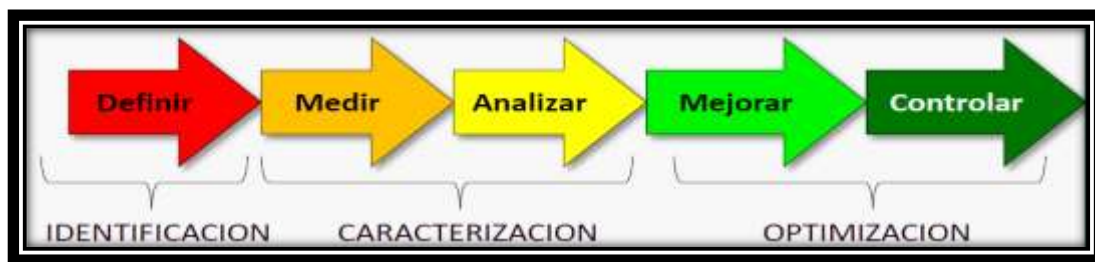 Definir Medir Analizar Mejorar Controlar
IDENTIFICACION CARACTERIZACION OPTIMIZACION